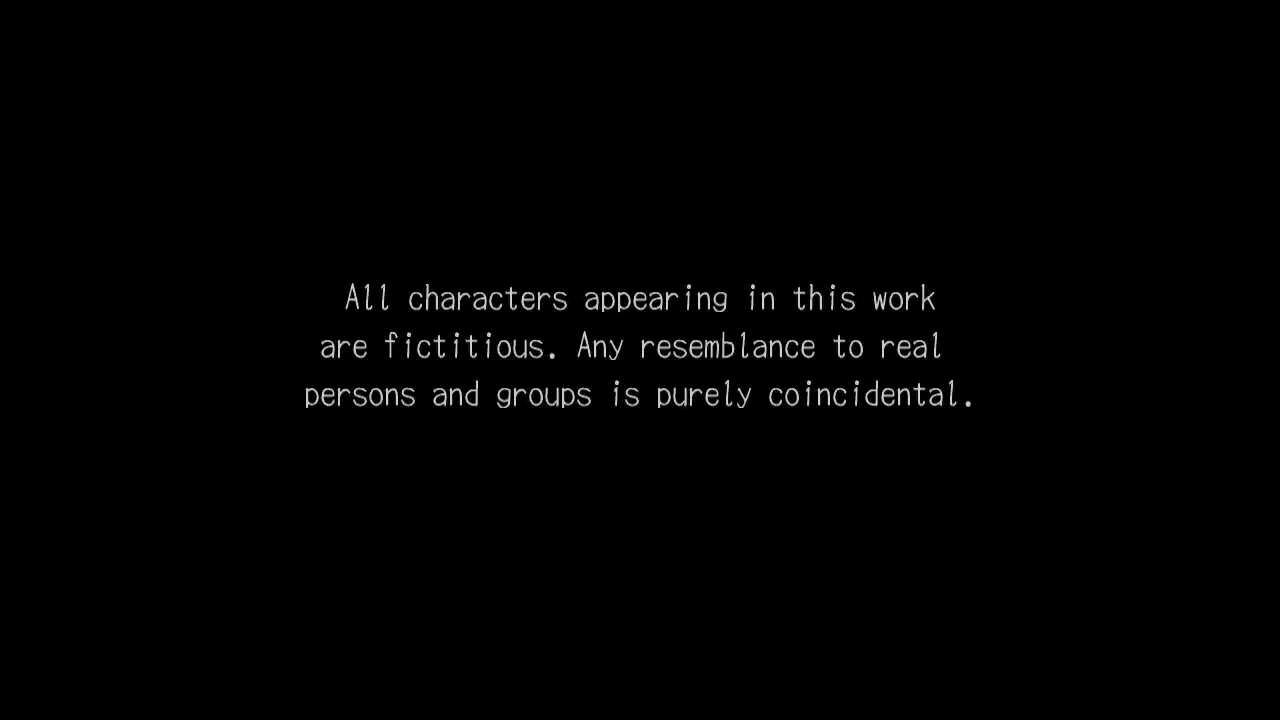 All characters appearing in this work
are fictitious. Any resemblance to real
persons and groups is purely coincidental.